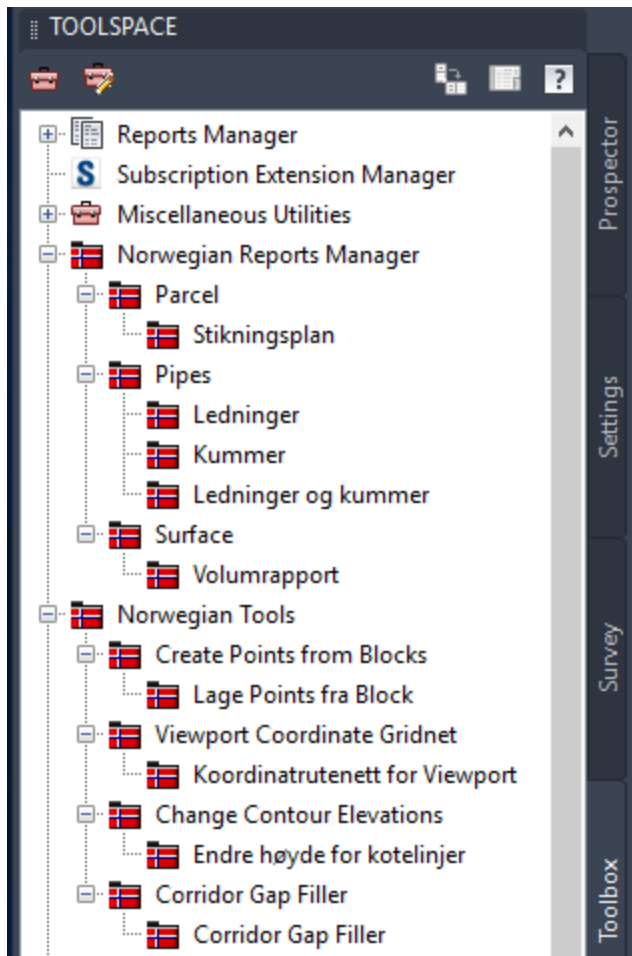 TOOLSPACE
?
Reports Manager
S Subscription Extension Manager
Miscellaneous Utilities
Norwegian Reports Manager
Parcel
Stikningsplan
Pipes
Ledninger
Kummer
Ledninger og kummer
Surface
Volumrapport
Norwegian Tools
Create Points from Blocks
Lage Points fra Block
Viewport Coordinate Gridnet
Koordinatrutenett for Viewport
Change Contour Elevations
Endre høyde for kotelinjer
Corridor Gap Filler
Corridor Gap Filler
Prospector
Settings
Survey
Toolbox